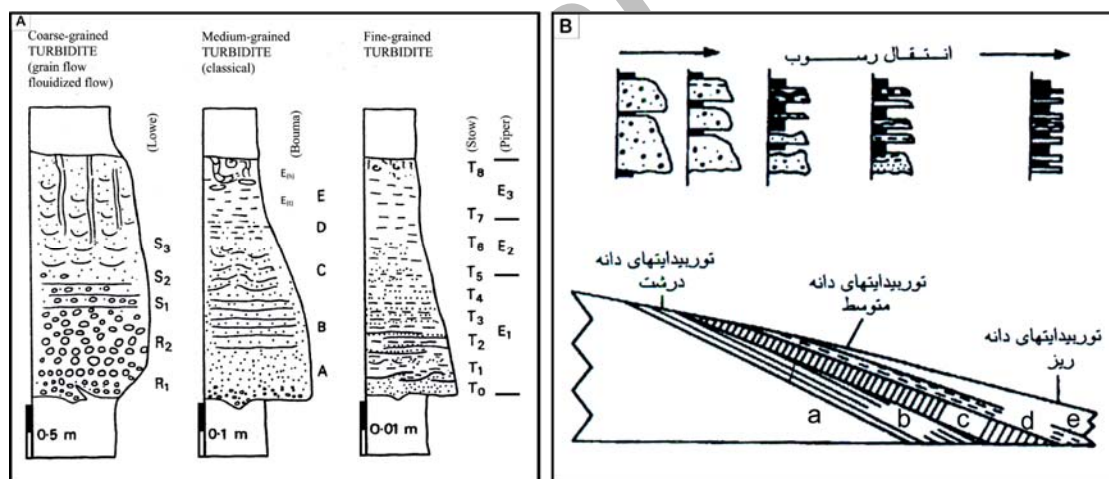 A
Coarse-grained
TURBIDITE
(grain flow
flouidized flow)
(Lowe)
S3
S2
S1
R2
R1
0·5 m
Medium-grained
TURBIDITE
(classical)
(Bouma)
E(h)
E(t)
E
D
C
B
A
0·1 m
Fine-grained
TURBIDITE
(Stow)
(Piper)
T8
T7
T6
T5
T4
T3
T2
T1
T0
E3
E2
E1
0·01 m
B
انتقال رسوب
توربیدایتهای دانه
درشت
توربیدایتهای دانه
متوسط
توربیدایتهای دانه
ریز
a
b
c
d
e